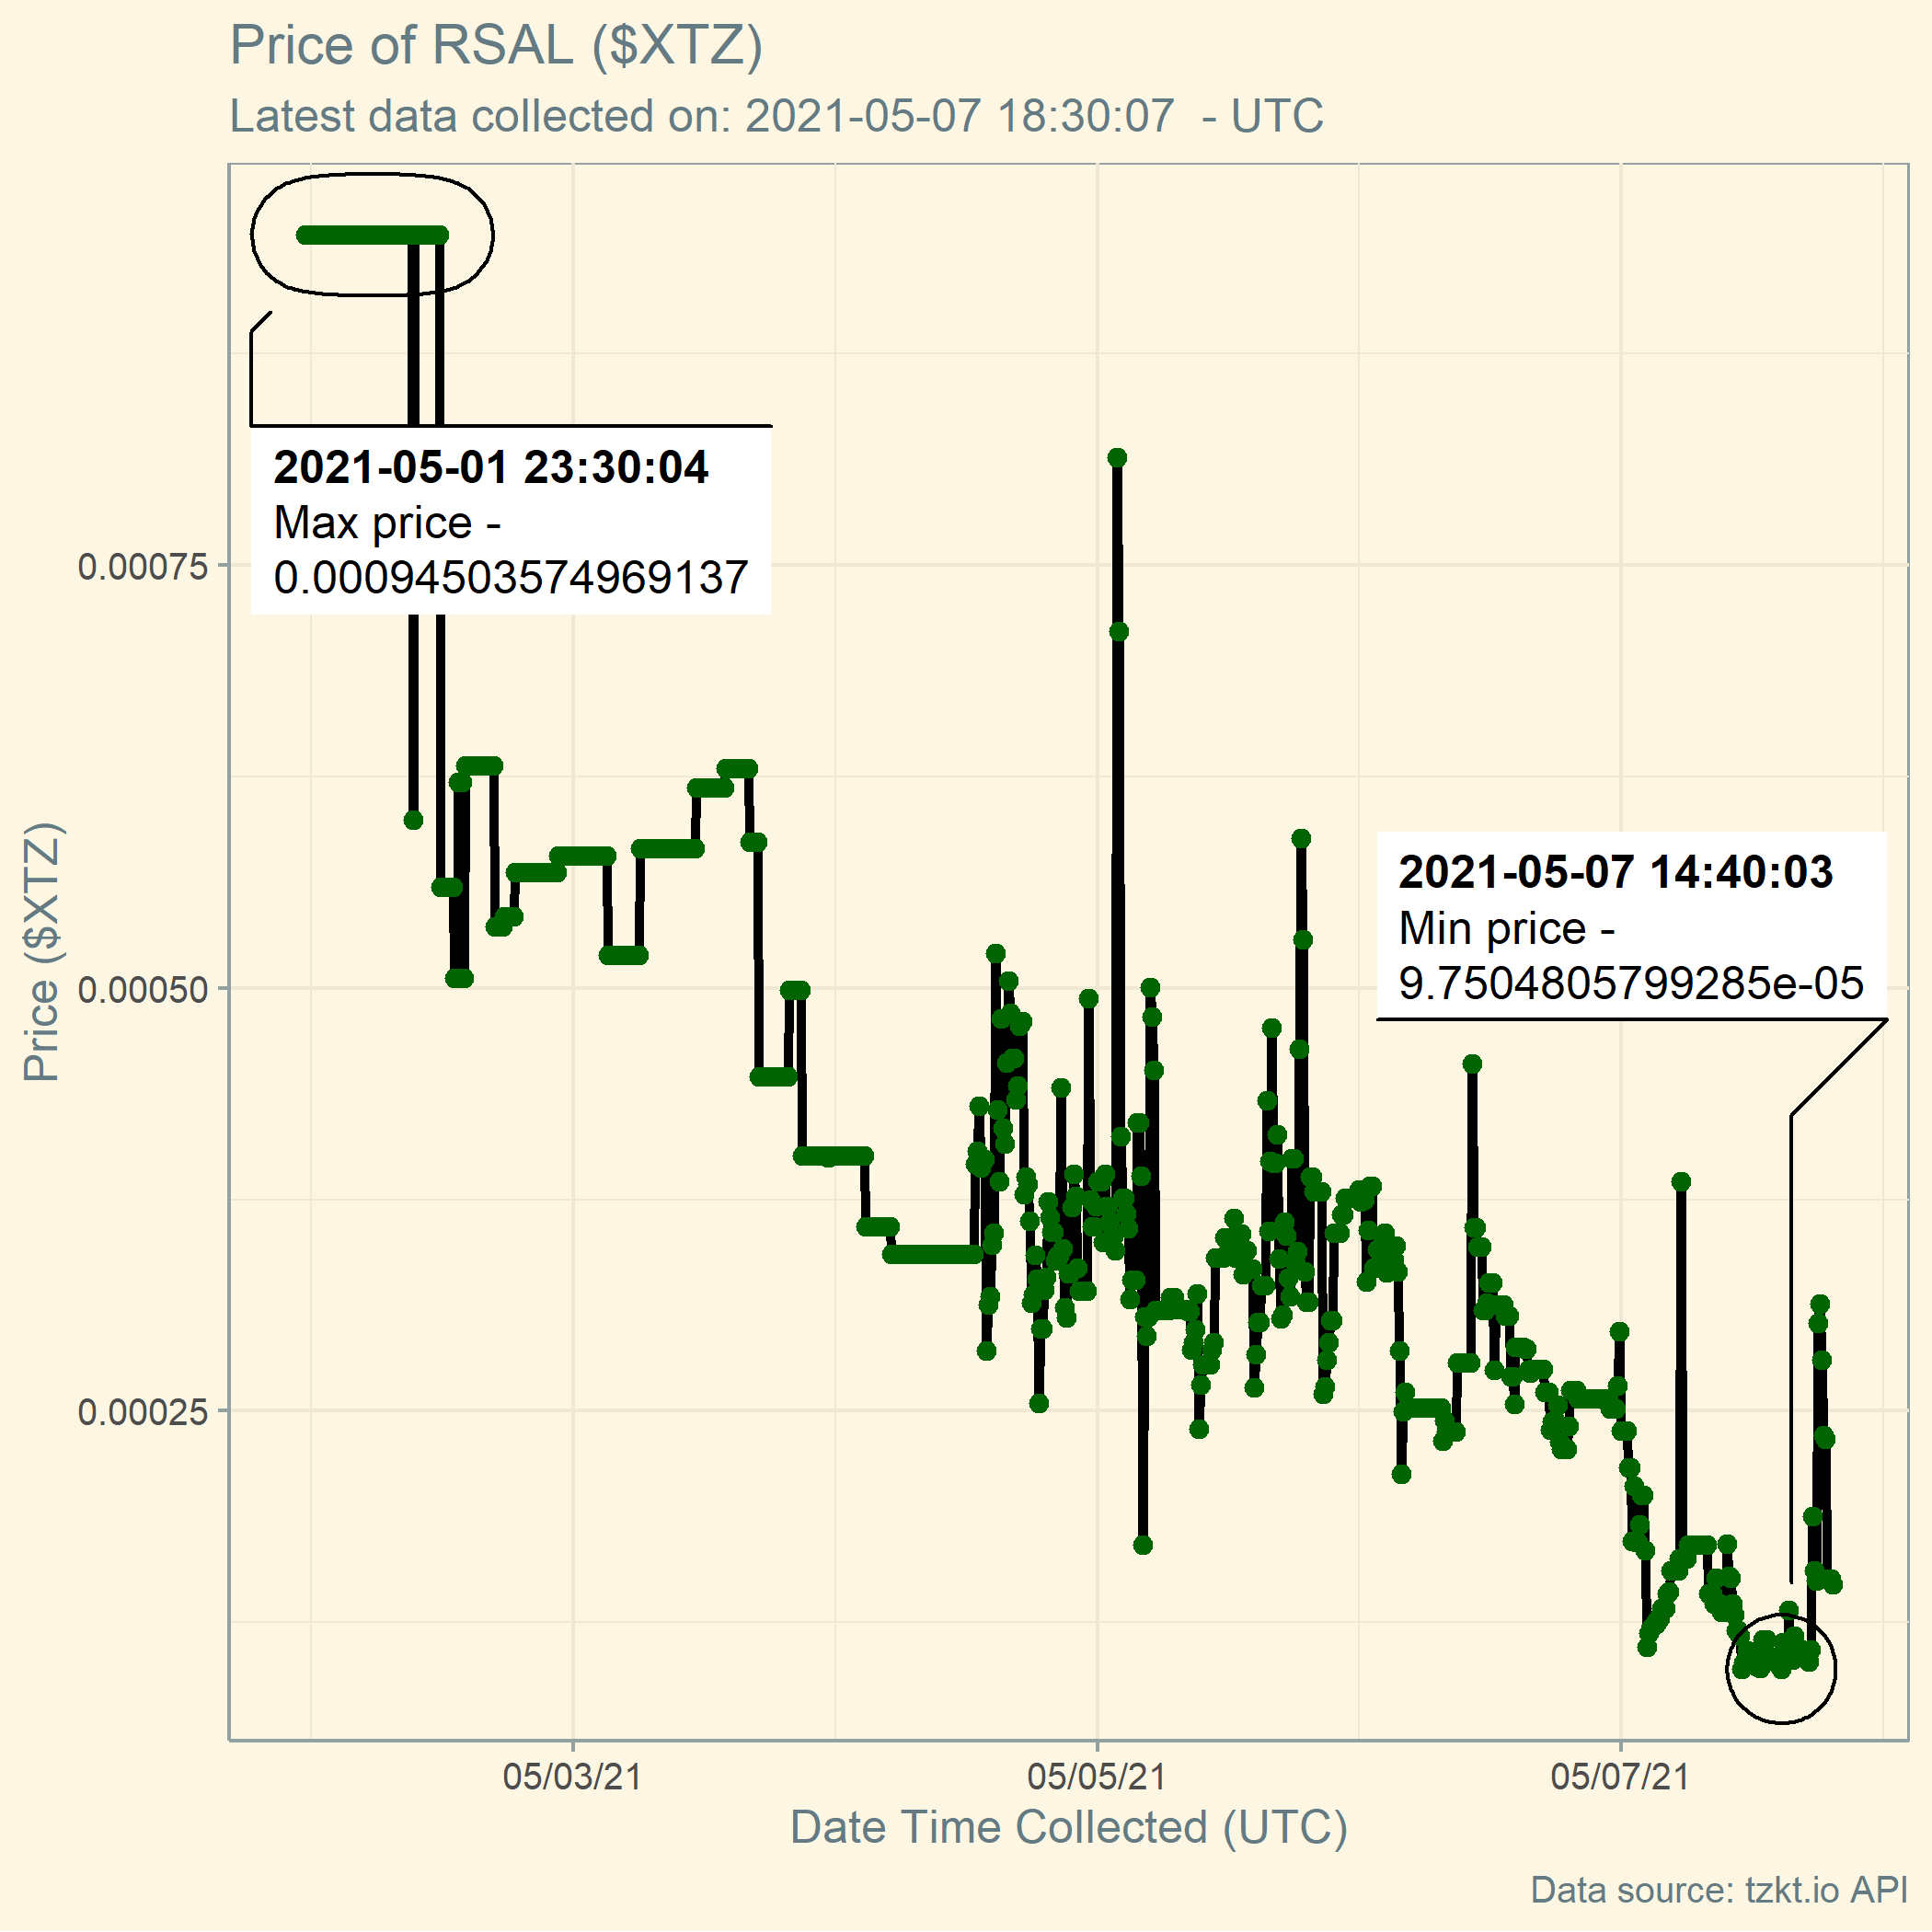 Price of RSAL ($XTZ)
Latest data collected on: 2021-05-07 18:30:07  - UTC
2021-05-01 23:30:04
Max price -
0.000945035749​69137
0.00075
2021-05-07 14:40:03
Min price -
9.7504805799285e-05
Price ($XTZ)
0.00050
0.00025
05/03/21
05/05/21
05/07/21
Date Time Collected (UTC)
Data source: tzkt.io API